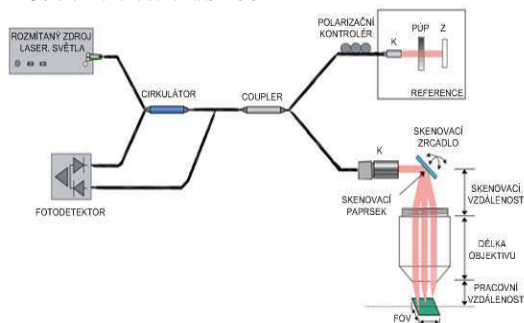 ROZMÍTANÝ ZDROJ
LASER. SVĚTLA
CIRKULÁTOR
COUPLER
POLARIZAČNÍ
KONTROLÉR
K
PÚP
Z
REFERENCE
FOTODETEKTOR
K
SKENOVACÍ
ZRCADLO
SKENOVACÍ
PAPRSEK
SKENOVACÍ
VZDÁLENOST
DÉLKA
OBJEKTIVU
PRACOVNÍ
VZDÁLENOST
FOV